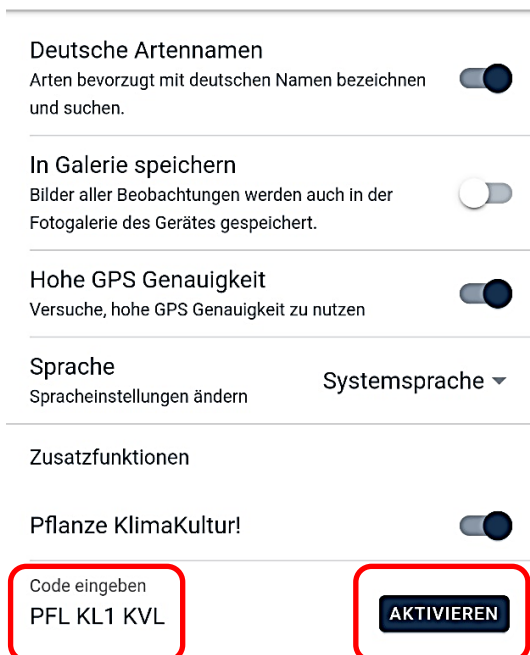 Deutsche Artennamen
Arten bevorzugt mit deutschen Namen bezeichnen
und suchen.
In Galerie speichern
Bilder aller Beobachtungen werden auch in der
Fotogalerie des Gerätes gespeichert.
Hohe GPS Genauigkeit
Versuche, hohe GPS Genauigkeit zu nutzen
Sprache
Spracheinstellungen ändern
Systemsprache
Zusatzfunktionen
Pflanze KlimaKultur!
Code eingeben
PFL KL1 KVL
AKTIVIEREN